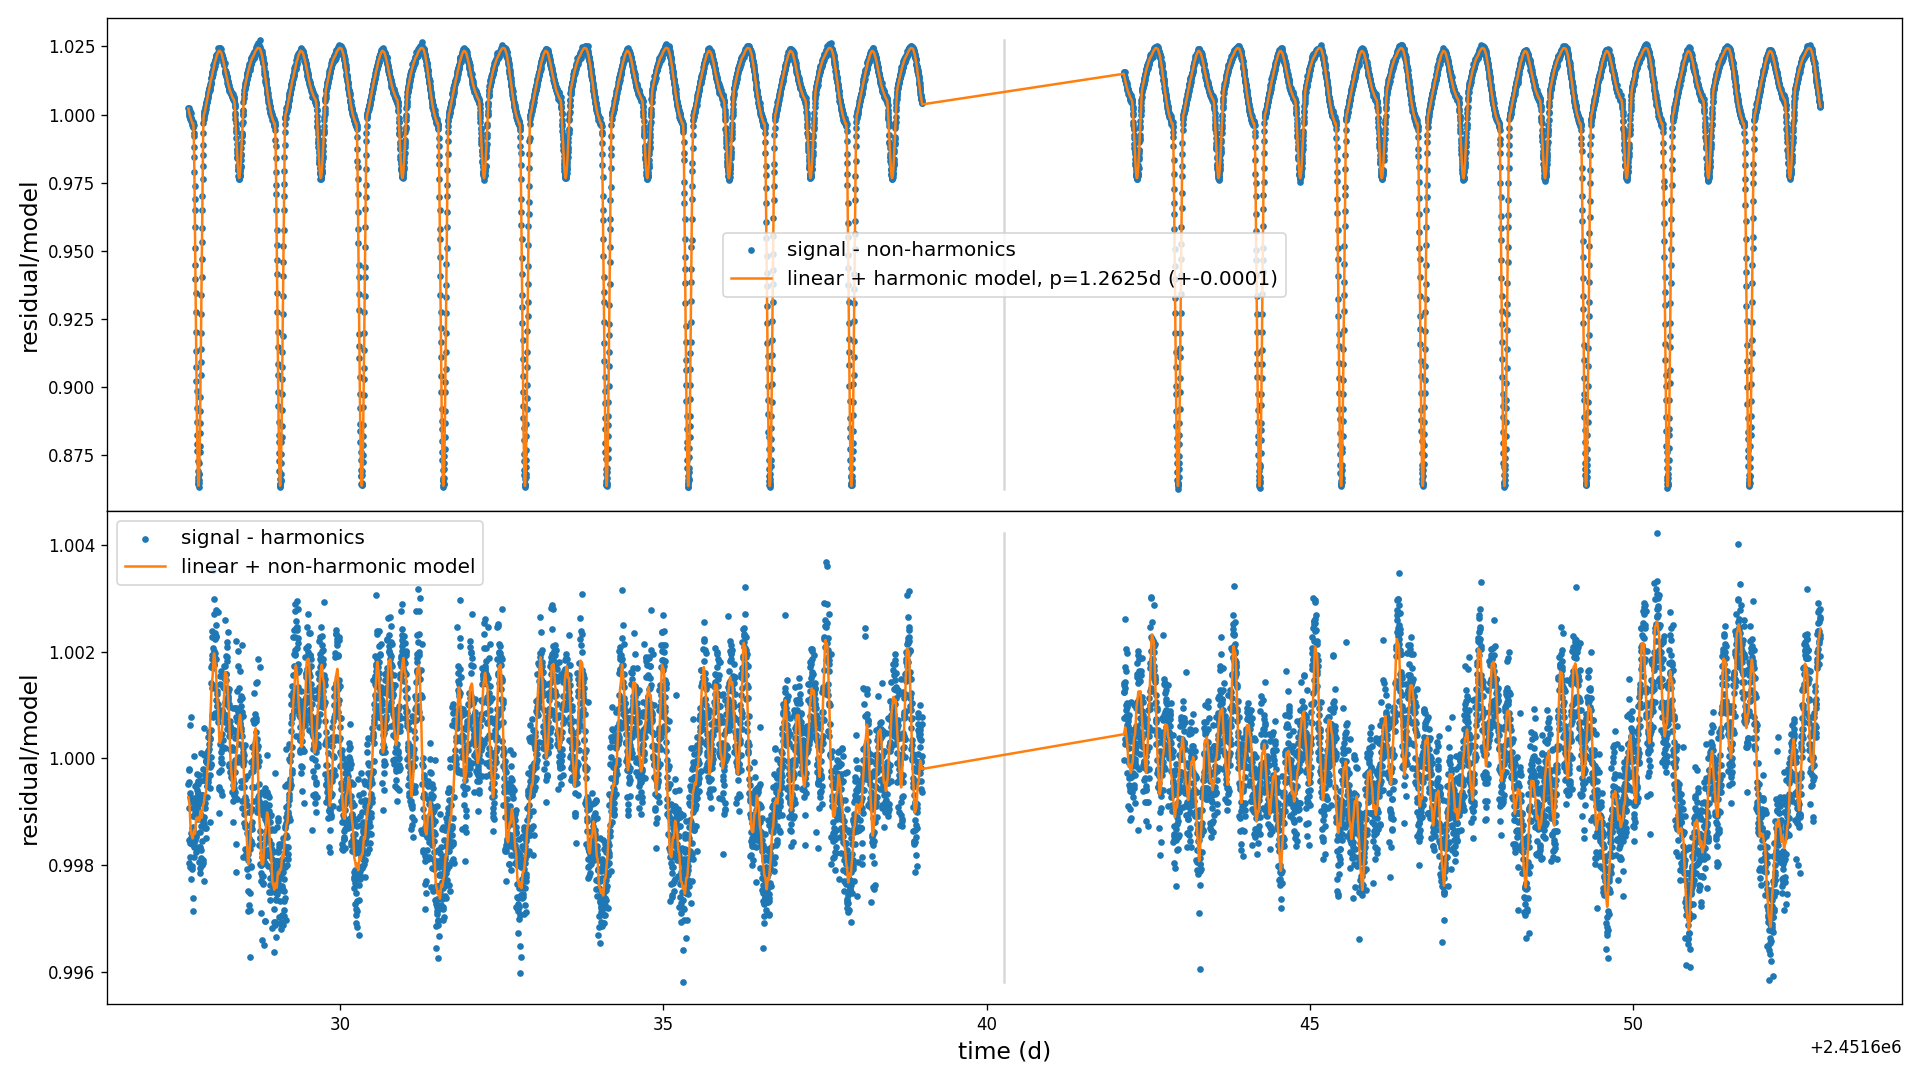 1.025
1.000
0.975
0.950
0.925
0.900
0.875
residual/model
signal - non-harmonics
linear + harmonic model, p=1.2625d (+-0.0001)
signal - harmonics
linear + non-harmonic model
1.004
1.002
1.000
0.998
0.996
residual/model
30
35
40
45
50
time (d)
+2.4516e6